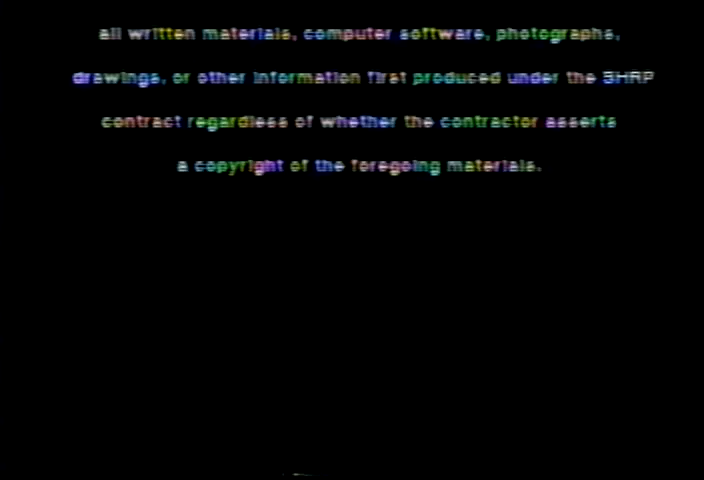 all written materials, computer software, photographs,
drawings, or other information first produced under the SHRP
contract regardless of whether the contractor asserts
a copyright of the foregoing materials.